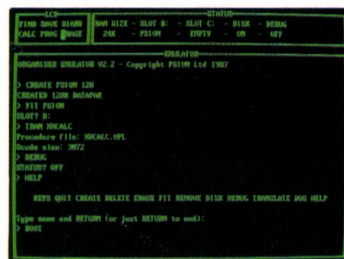 LCD
STATUS
FIND SAVE DIARY
CALC PROG ERASE
RAM SIZE - SLOT B: - SLOT C: - DISK - DEBUG
24K - PSION - EMPTY - ON - OFF
EMULATOR
ORGANISER EMULATOR V2.2 - Copyright PSION Ltd 1987
> CREATE PSION 128
CREATED 128K DATAPAK
> FIT PSION
SLOT? B:
> TRAN XDCALC
Procedure file: XDCALC.OPL
Qcode size: 3072
> DEBUG
STATUS? OFF
> HELP
QUIT CREATE DELETE ERASE FIT REMOVE DISK DEBUG TRANSLATE DOS HELP
Type name and RETURN (or just RETURN to end):
> BOOT